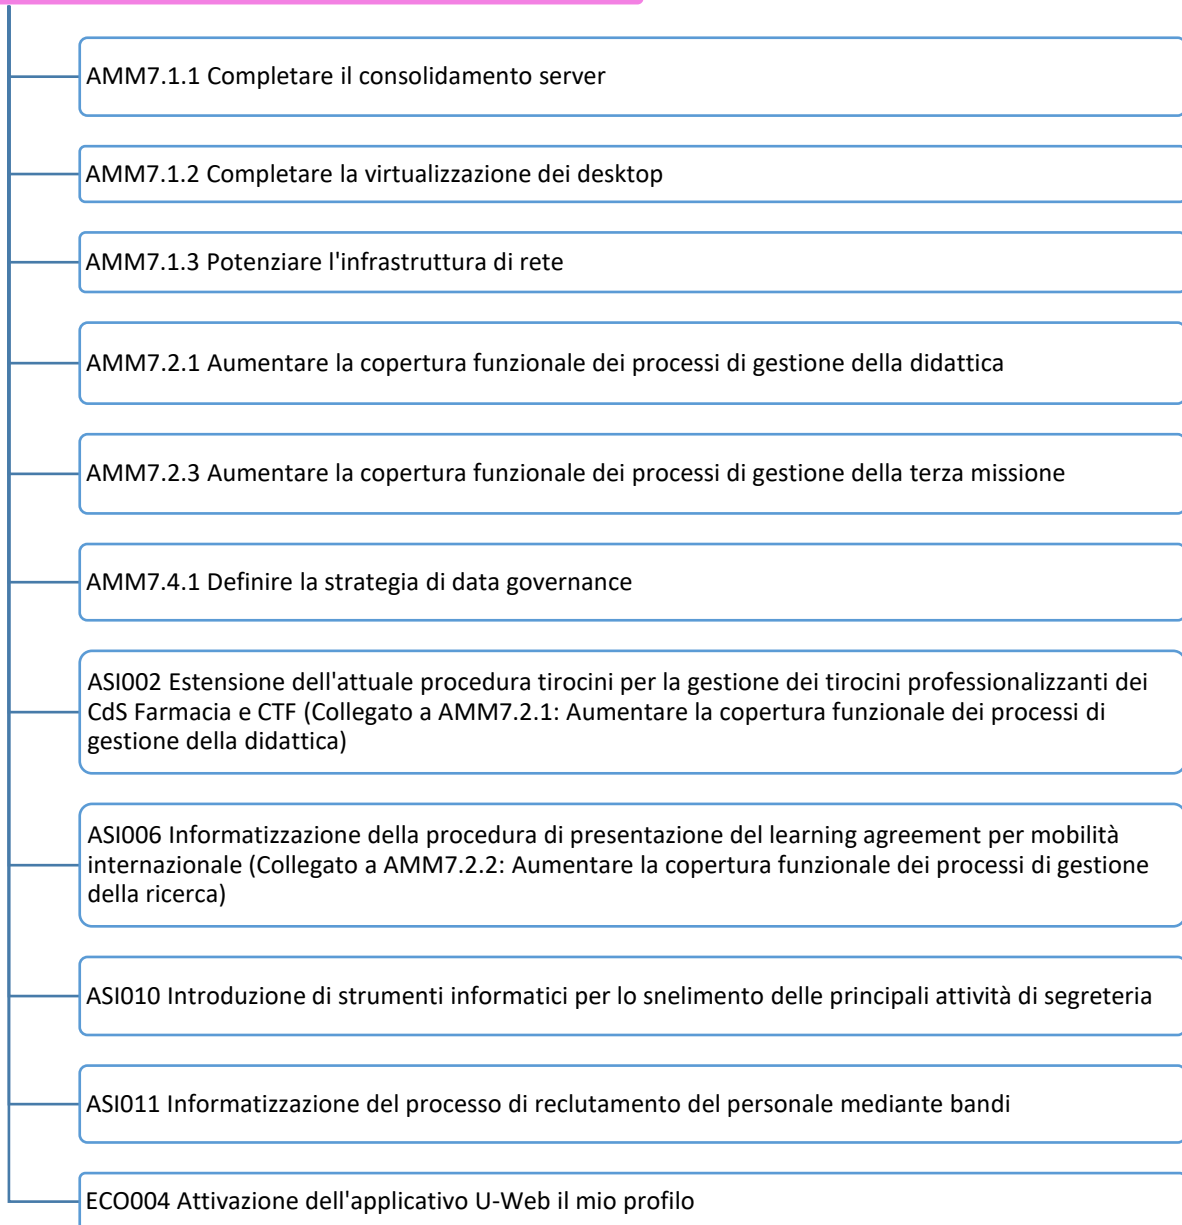 AMM7.1.1 Completare il consolidamento server
AMM7.1.2 Completare la virtualizzazione dei desktop
AMM7.1.3 Potenziare l'infrastruttura di rete
AMM7.2.1 Aumentare la copertura funzionale dei processi di gestione della didattica
AMM7.2.3 Aumentare la copertura funzionale dei processi di gestione della terza missione
AMM7.4.1 Definire la strategia di data governance
ASI002 Estensione dell'attuale procedura tirocini per la gestione dei tirocini professionalizzanti dei
CdS Farmacia e CTF (Collegato a AMM7.2.1: Aumentare la copertura funzionale dei processi di
gestione della didattica)
ASI006 Informatizzazione della procedura di presentazione del learning agreement per mobilità
internazionale (Collegato a AMM7.2.2: Aumentare la copertura funzionale dei processi di gestione
della ricerca)
ASI010 Introduzione di strumenti informatici per lo snelimento delle principali attività di segreteria
ASI011 Informatizzazione del processo di reclutamento del personale mediante bandi
ECO004 Attivazione dell'applicativo U-Web il mio profilo